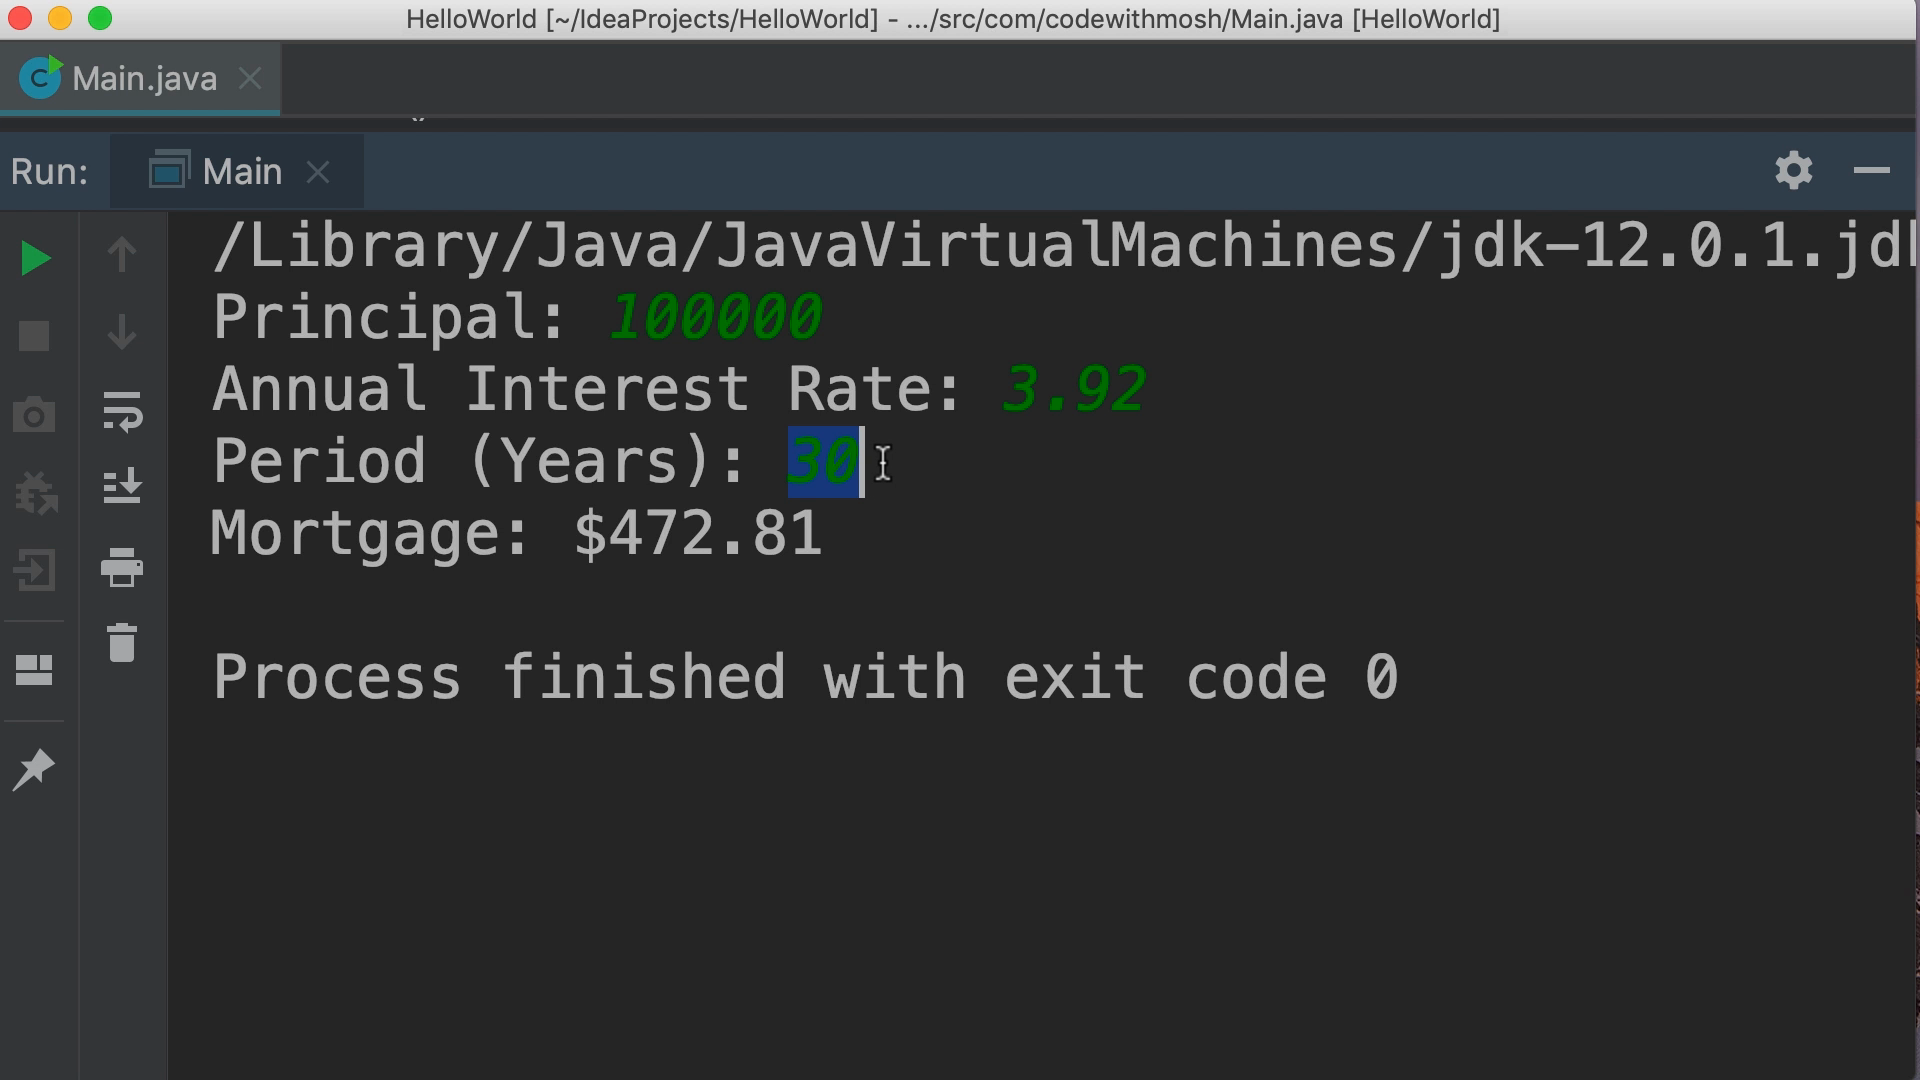 HelloWorld [~/IdeaProjects/HelloWorld] - .../src/com/codewithmosh/Main.java [HelloWorld]
Main.java
Run: Main
/Library/Java/JavaVirtualMachines/jdk-12.0.1.jd
Principal: 100000
Annual Interest Rate: 3.92
Period (Years): 30
Mortgage: $472.81
Process finished with exit code 0